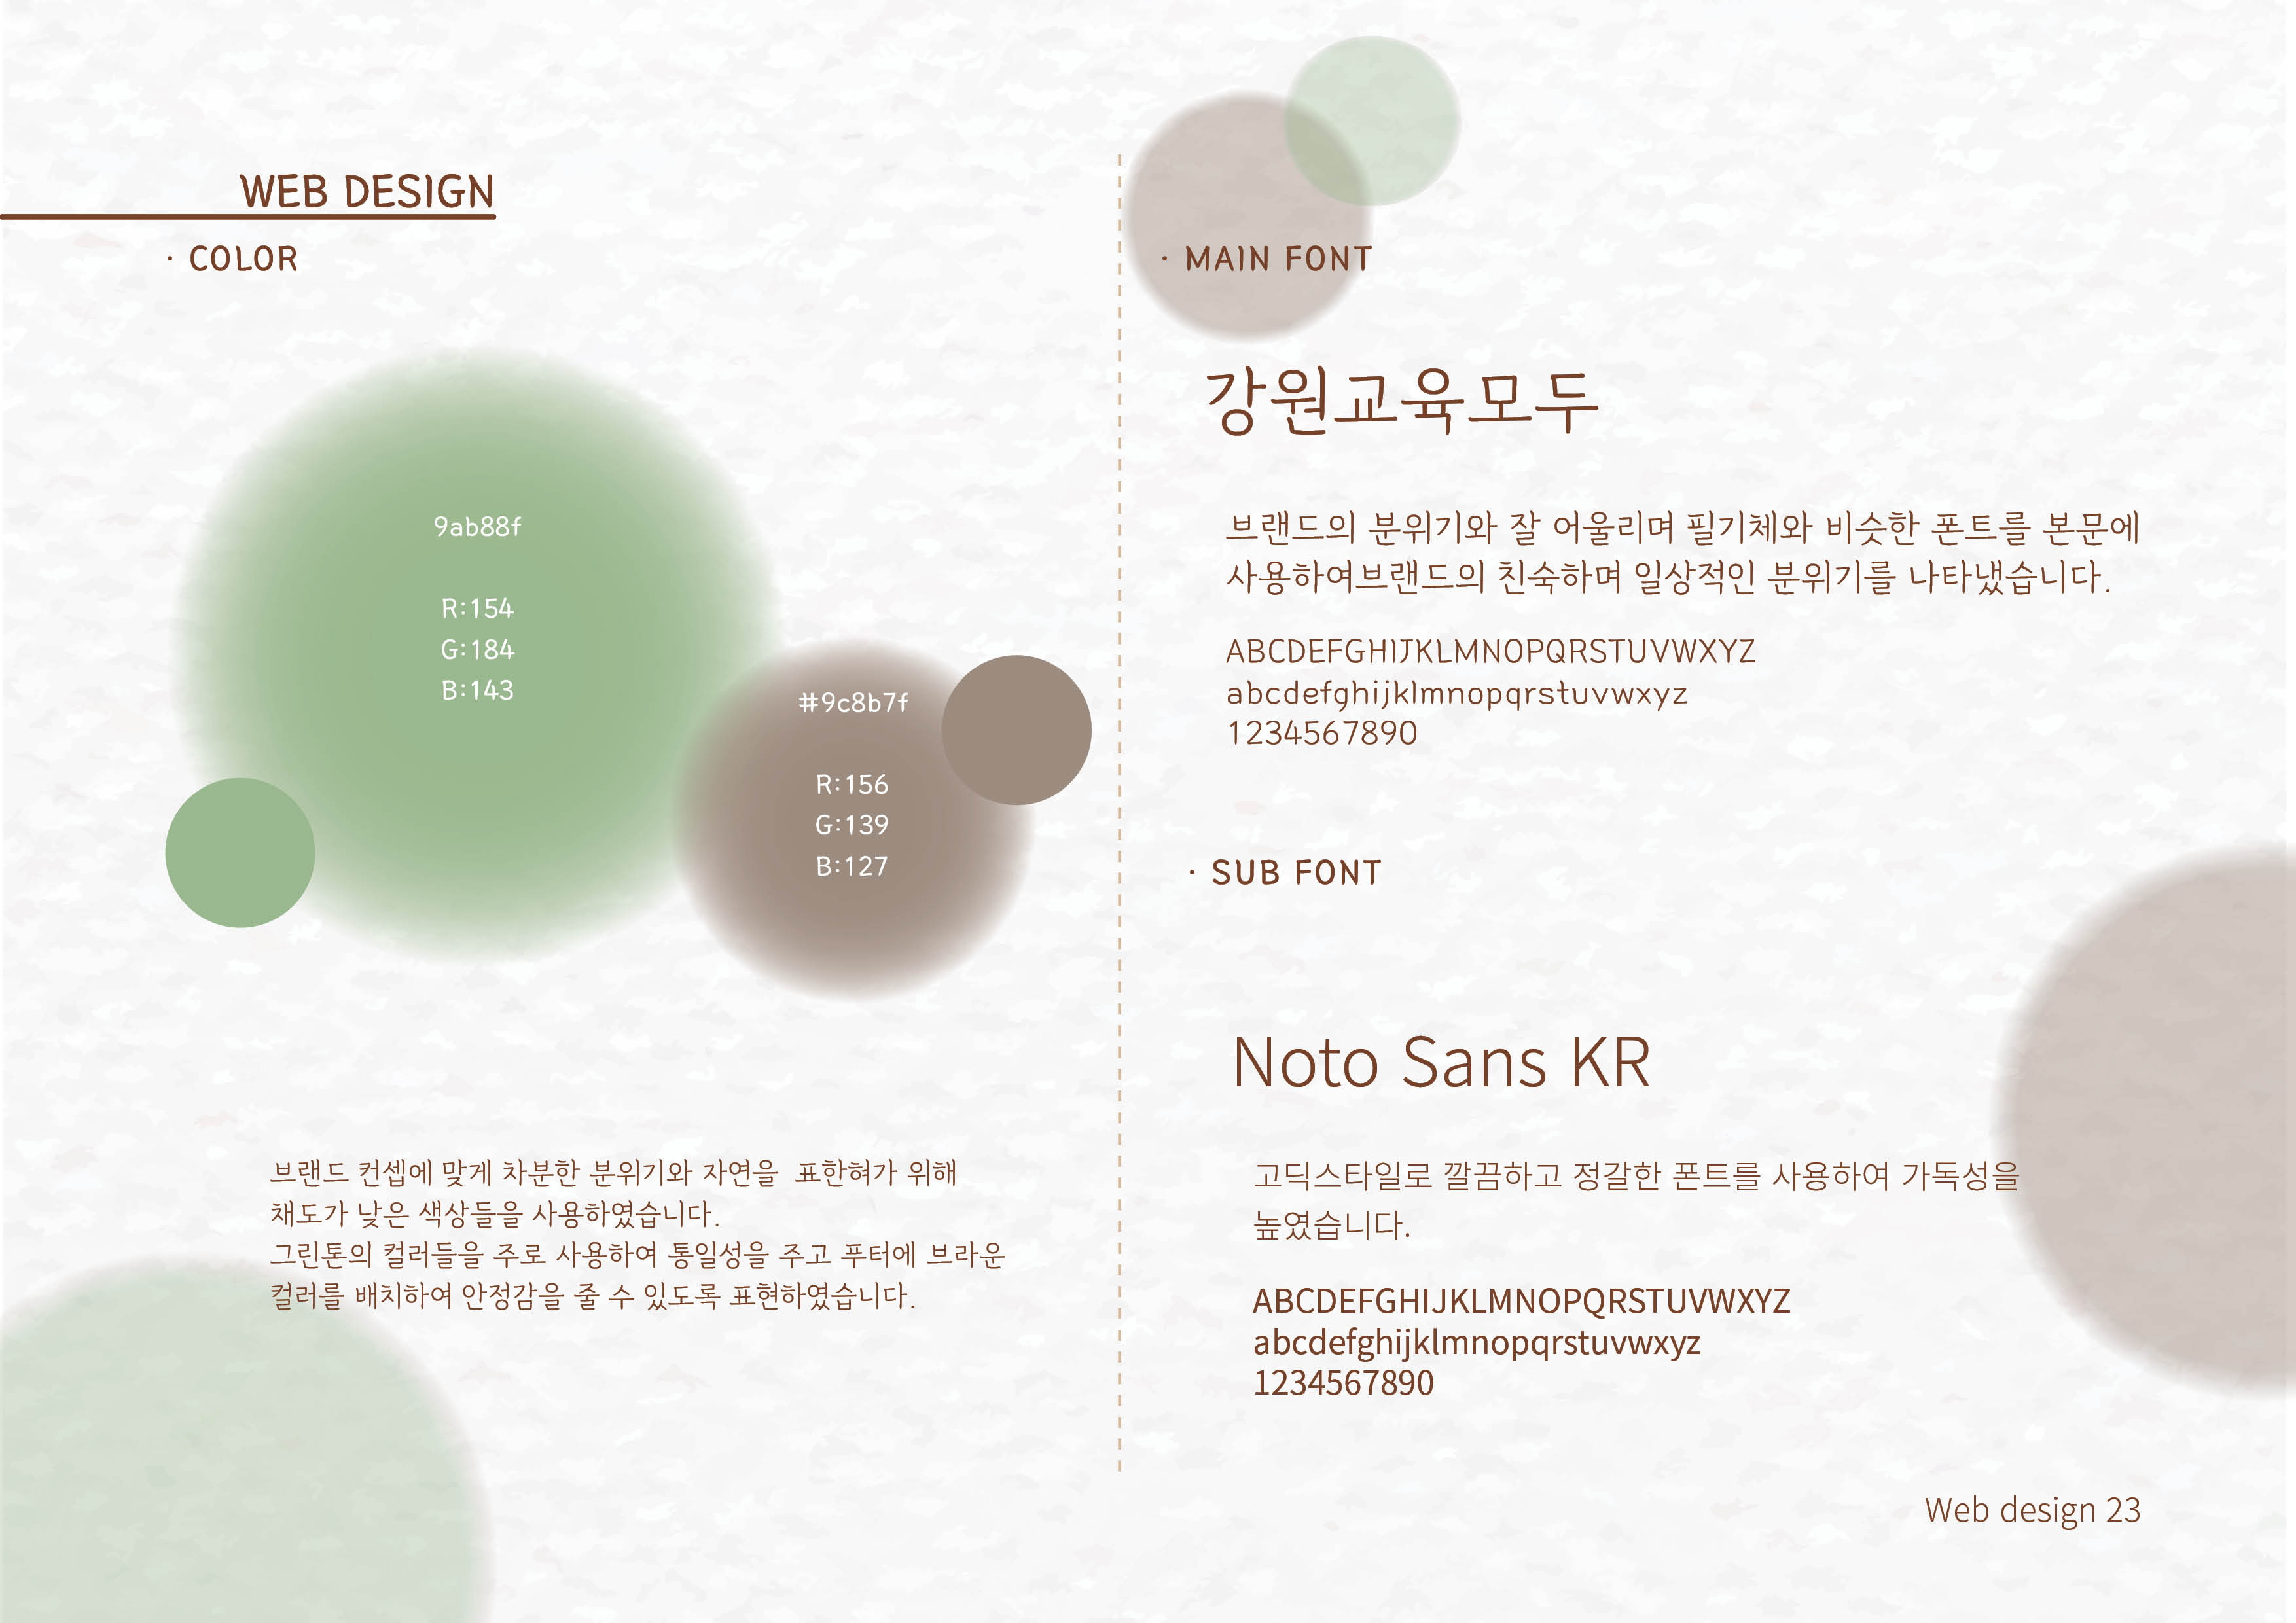 WEB DESIGN
· COLOR
9ab88f
R:154
G:184
B:143
#9c8b7f
R:156
G:139
B:127
브랜드 컨셉에 맞게 차분한 분위기와 자연을 표한혀가 위해
채도가 낮은 색상들을 사용하였습니다.
그린톤의 컬러들을 주로 사용하여 통일성을 주고 푸터에 브라운
컬러를 배치하여 안정감을 줄 수 있도록 표현하였습니다.
· MAIN FONT
강원교육모두
브랜드의 분위기와 잘 어울리며 필기체와 비슷한 폰트를 본문에
사용하여브랜드의 친숙하며 일상적인 분위기를 나타냈습니다.
ABCDEFGHIJKLMNOPQRSTUVWXYZ
abcdefghijklmnopqrstuvwxyz
1234567890
· SUB FONT
Noto Sans KR
고딕스타일로 깔끔하고 정갈한 폰트를 사용하여 가독성을
높였습니다.
ABCDEFGHIJKLMNOPQRSTUVWXYZ
abcdefghijklmnopqrstuvwxyz
1234567890
Web design 23